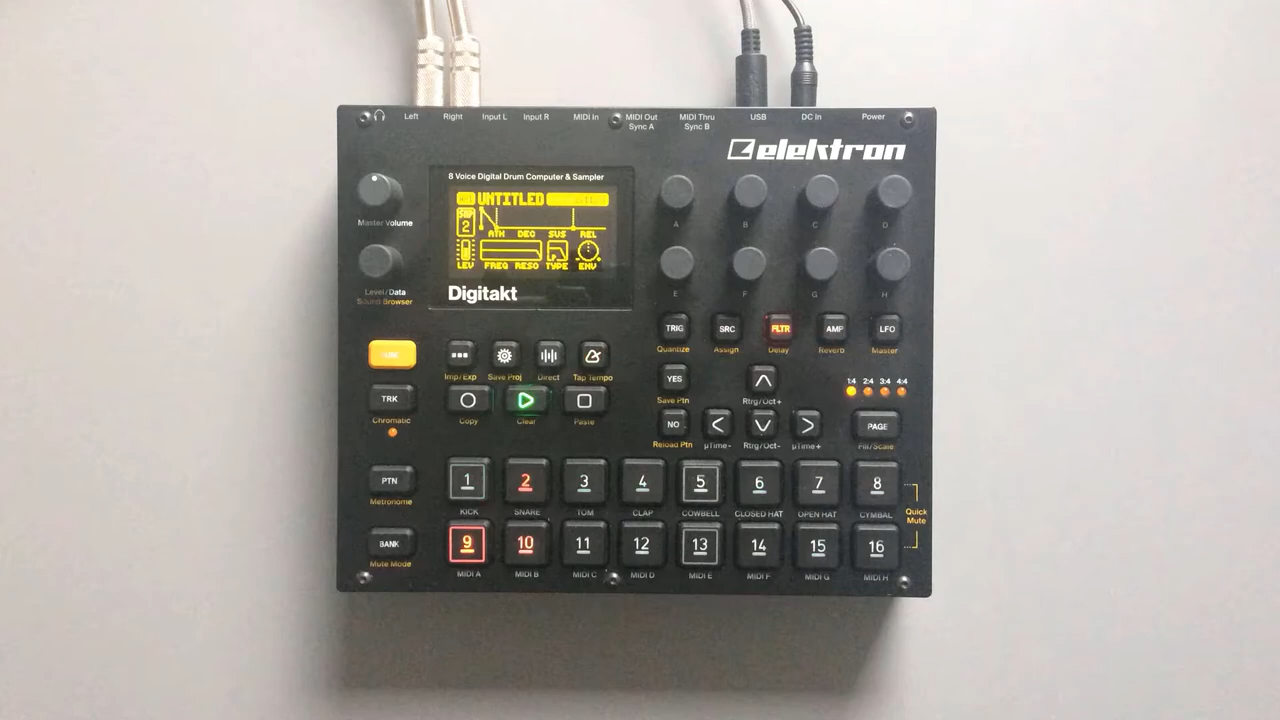 Left Right Input L Input R MIDI In MIDI Out MIDI Thru USB DC In Power
Sync A Sync B
elektron
8 Voice Digital Drum Computer & Sampler
UNTITLED
2
ATK DEC SUS REL
LEV FREQ RESO TYPE ENV
Digitakt
Master Volume
Level/Data
Sound Browser
A B C D
E F G H
TRIG SRC FLTR AMP LFO
Quantize Assign Delay Reverb Master
Imp/Exp Save Proj Direct Tap Tempo
YES
Save Ptn Rtrg/Oct+
1:4 2:4 3:4 4:4
TRK
Chromatic Copy Clear Paste
NO PAGE
Reload Ptn μTime- Rtrg/Oct- μTime+ Fill/Scale
PTN 1 2 3 4 5 6 7 8
Metronome KICK SNARE TOM CLAP COWBELL CLOSED HAT OPEN HAT CYMBAL
Quick
Mute
BANK 9 10 11 12 13 14 15 16
Mute Mode MIDI A MIDI B MIDI C MIDI D MIDI E MIDI F MIDI G MIDI H